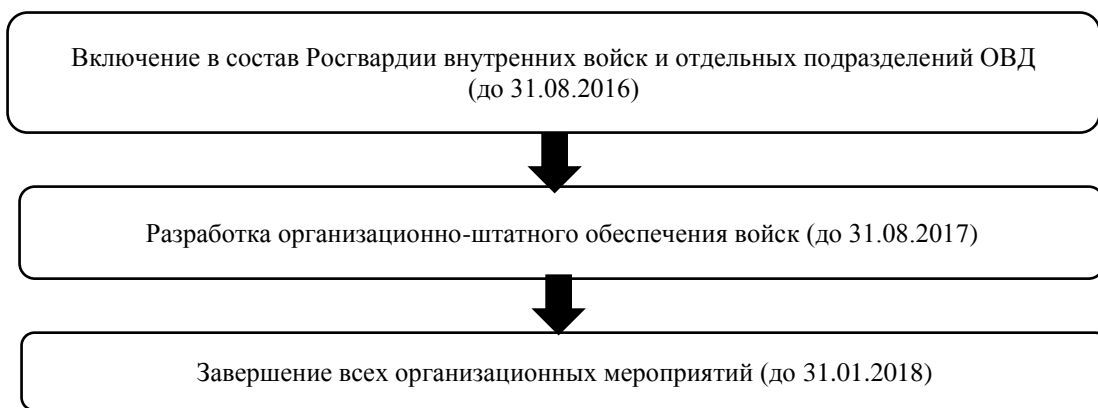 Включение в состав Росгвардии внутренних войск и отдельных подразделений ОВД
(до 31.08.2016)
Разработка организационно-штатного обеспечения войск (до 31.08.2017)
Завершение всех организационных мероприятий (до 31.01.2018)